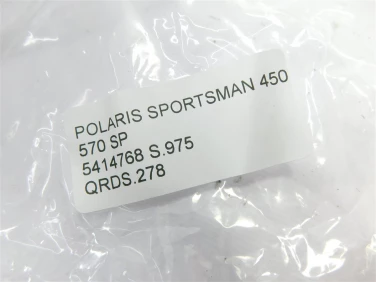 POLARIS SPORTSMAN 450
570 SP
5414768 S.975
QRDS.278